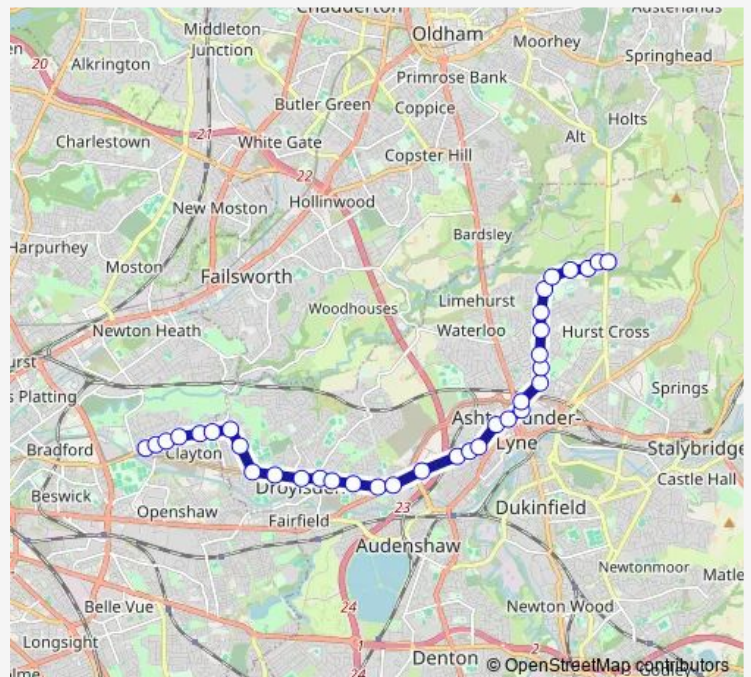 Chadderton
Austerlands
Middleton
Junction
Oldham
Moorhey
20
Alkrington
Springhead
Primrose Bank
Butler Green
Coppice
Holts
21
Alt
Charlestown
White Gate
Copster Hill
22
New Moston
Hollinwood
Bardsley
Harpurhey
Moston
Failsworth
Limehurst
Woodhouses
Newton Heath
Waterloo
Hurst Cross
s Platting
Springs
Lyne
Bradford
Clayton
Stalybridge
Castle Hall
Beswick
Openshaw
Fairfield
23
Dukinfield
Audenshaw
Newtonmoor
Matle
24
Belle Vue
Newton Wood
Longsight
1
2
Denton
24
© OpenStreetMap contributors